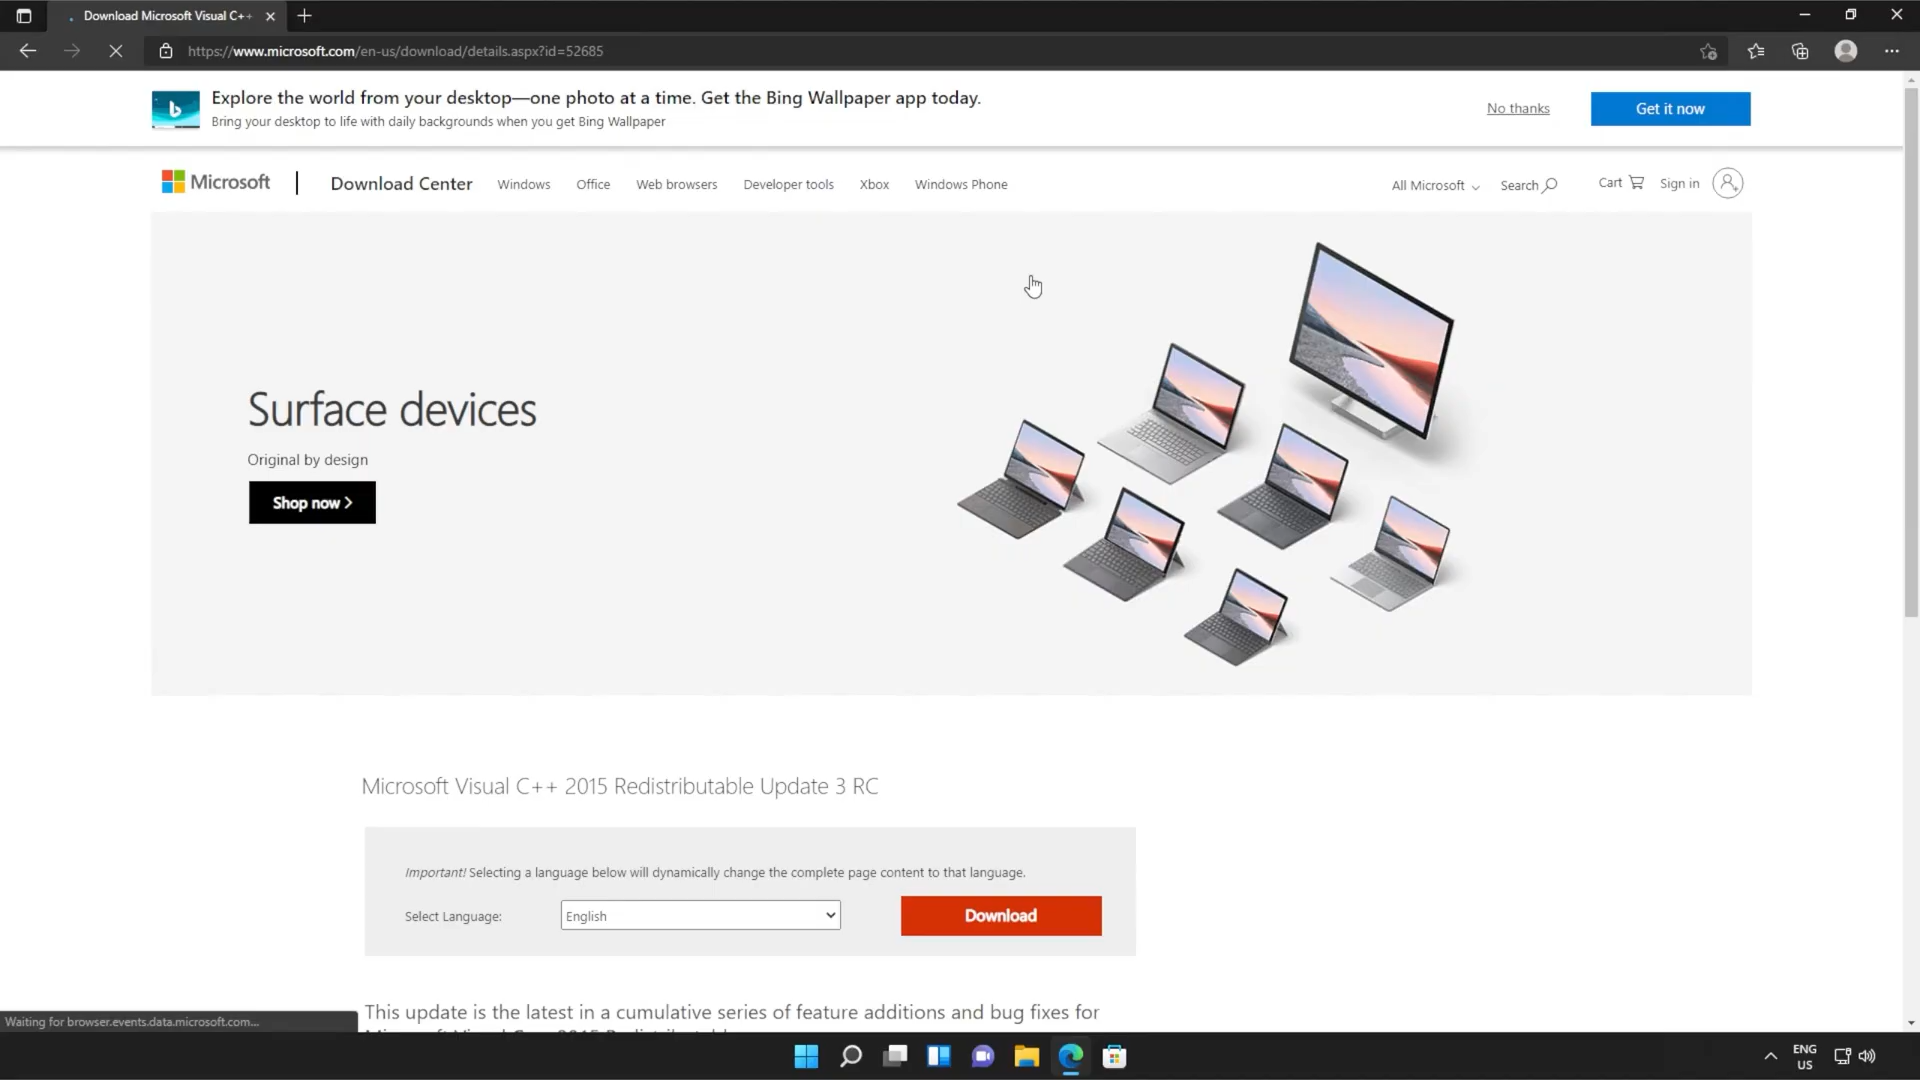 Download Microsoft Visual C++
https://www.microsoft.com/en-us/download/details.aspx?id=52685
Explore the world from your desktop—one photo at a time. Get the Bing Wallpaper app today.
Bring your desktop to life with daily backgrounds when you get Bing Wallpaper
No thanks
Get it now
Microsoft
Download Center
Windows
Office
Web browsers
Developer tools
Xbox
Windows Phone
All Microsoft
Search
Cart
Sign in
Surface devices
Original by design
Shop now
Microsoft Visual C++ 2015 Redistributable Update 3 RC
Important! Selecting a language below will dynamically change the complete page content to that language.
Select Language:
English
Download
This update is the latest in a cumulative series of feature additions and bug fixes for
Waiting for browser.events.data.microsoft.com...
ENG
US